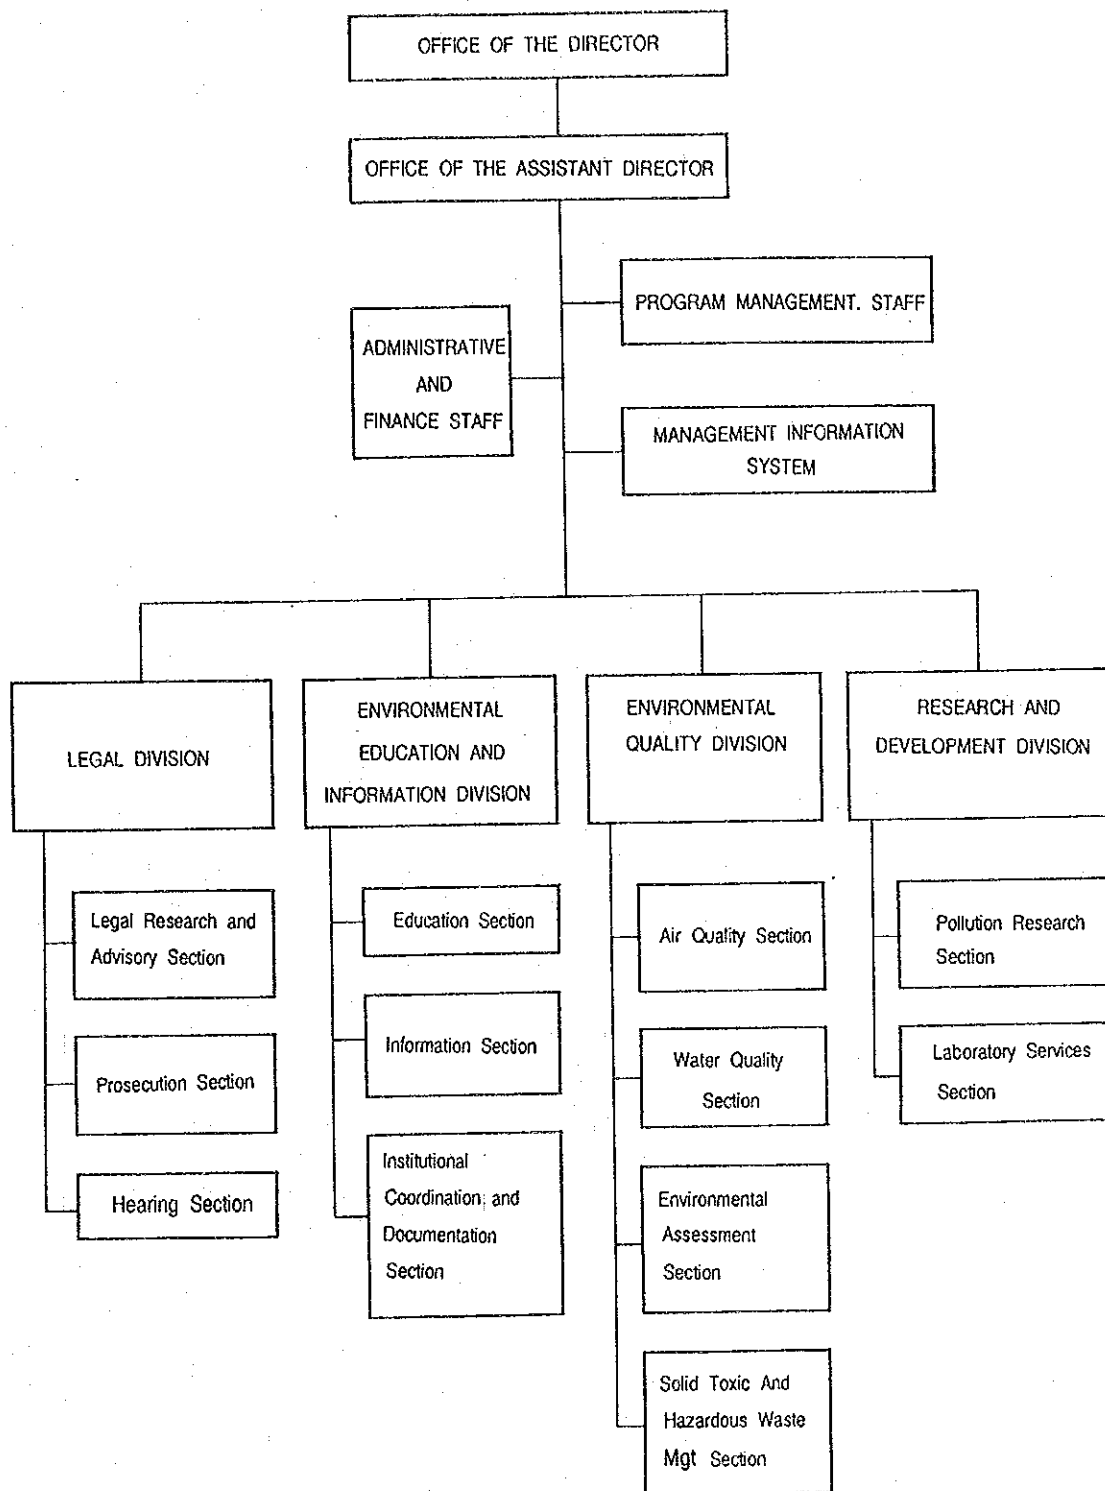 OFFICE OF THE DIRECTOR
OFFICE OF THE ASSISTANT DIRECTOR
PROGRAM MANAGEMENT. STAFF
ADMINISTRATIVE
AND
FINANCE STAFF
MANAGEMENT INFORMATION
SYSTEM
LEGAL DIVISION
ENVIRONMENTAL
EDUCATION AND
INFORMATION DIVISION
ENVIRONMENTAL
QUALITY DIVISION
RESEARCH AND
DEVELOPMENT DIVISION
Legal Research and
Advisory Section
Prosecution Section
Hearing Section
Education Section
Information Section
Institutional
Coordination and
Documentation
Section
Air Quality Section
Water Quality
Section
Environmental
Assessment
Section
Solid Toxic And
Hazardous Waste
Mgt Section
Pollution Research
Section
Laboratory Services
Section